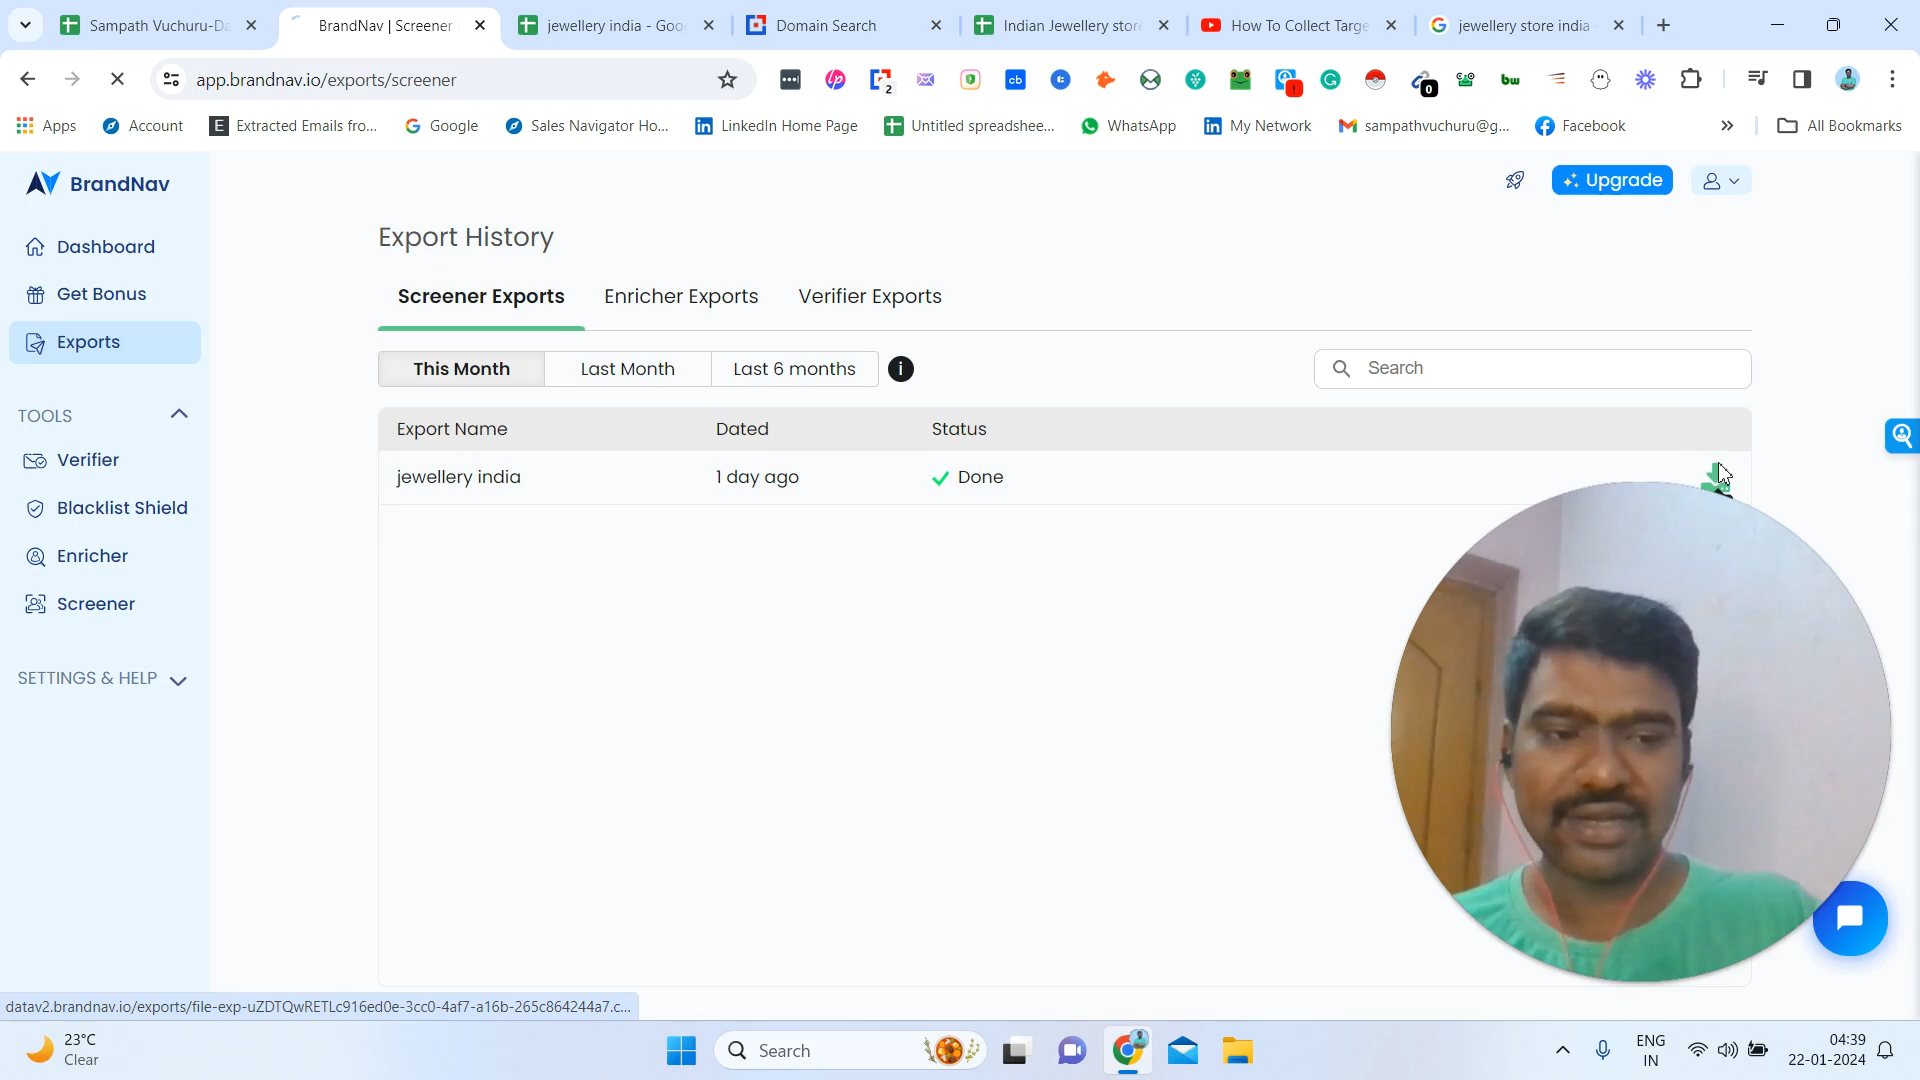 Sampath Vuchuru-Da
BrandNav | Screener
jewellery india - Goo
Domain Search
Indian Jewellery store
How To Collect Targe
jewellery store india -
app.brandnav.io/exports/screener
Apps
Account
Extracted Emails fro...
Google
Sales Navigator Ho...
LinkedIn Home Page
Untitled spreadshee...
WhatsApp
My Network
sampathvuchuru@g...
Facebook
All Bookmarks
BrandNav
Upgrade
Dashboard
Get Bonus
Exports
TOOLS
Verifier
Blacklist Shield
Enricher
Screener
SETTINGS & HELP
Export History
Screener Exports
Enricher Exports
Verifier Exports
This Month
Last Month
Last 6 months
i
Search
Export Name
Dated
Status
jewellery india
1 day ago
Done
datav2.brandnav.io/exports/file-exp-uZDTQwRETLc916ed0e-3cc0-4af7-a16b-265c864244a7.c...
23°C
Clear
Search
ENG
IN
04:39
22-01-2024